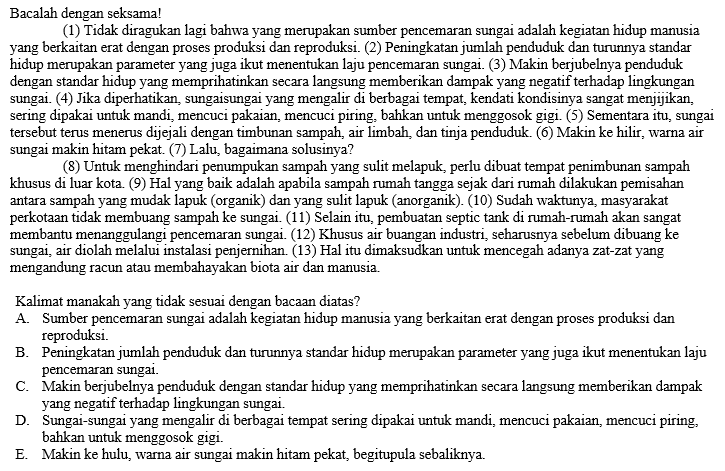 Bacalah dengan seksama!
(1) Tidak diragukan lagi bahwa yang merupakan sumber pencemaran sungai adalah kegiatan hidup manusia
yang berkaitan erat dengan proses produksi dan reproduksi. (2) Peningkatan jumlah penduduk dan turunnya standar
hidup merupakan parameter yang juga ikut menentukan laju pencemaran sungai. (3) Makin berjubelnya penduduk
dengan standar hidup yang memprihatinkan secara langsung memberikan dampak yang negatif terhadap lingkungan
sungai. (4) Jika diperhatikan, sungaisungai yang mengalir di berbagai tempat, kendati kondisinya sangat menjijikan,
sering dipakai untuk mandi, mencuci pakaian, mencuci piring, bahkan untuk menggosok gigi. (5) Sementara itu, sungai
tersebut terus menerus dijejali dengan timbunan sampah, air limbah, dan tinja penduduk. (6) Makin ke hilir, warna air
sungai makin hitam pekat. (7) Lalu, bagaimana solusinya?
(8) Untuk menghindari penumpukan sampah yang sulit melapuk, perlu dibuat tempat penimbunan sampah
khusus di luar kota. (9) Hal yang baik adalah apabila sampah rumah tangga sejak dari rumah dilakukan pemisahan
antara sampah yang mudak lapuk (organik) dan yang sulit lapuk (anorganik). (10) Sudah waktunya, masyarakat
perkotaan tidak membuang sampah ke sungai. (11) Selain itu, pembuatan septic tank di rumah-rumah akan sangat
membantu menanggulangi pencemaran sungai. (12) Khusus air buangan industri, seharusnya sebelum dibuang ke
sungai, air diolah melalui instalasi penjernihan. (13) Hal itu dimaksudkan untuk mencegah adanya zat-zat yang
mengandung racun atau membahayakan biota air dan manusia.
Kalimat manakah yang tidak sesuai dengan bacaan diatas?
A. Sumber pencemaran sungai adalah kegiatan hidup manusia yang berkaitan erat dengan proses produksi dan
reproduksi.
B. Peningkatan jumlah penduduk dan turunnya standar hidup merupakan parameter yang juga ikut menentukan laju
pencemaran sungai.
C. Makin berjubelnya penduduk dengan standar hidup yang memprihatinkan secara langsung memberikan dampak
yang negatif terhadap lingkungan sungai.
D. Sungai-sungai yang mengalir di berbagai tempat sering dipakai untuk mandi, mencuci pakaian, mencuci piring,
bahkan untuk menggosok gigi.
E. Makin ke hulu, warna air sungai makin hitam pekat, begitupula sebaliknya.